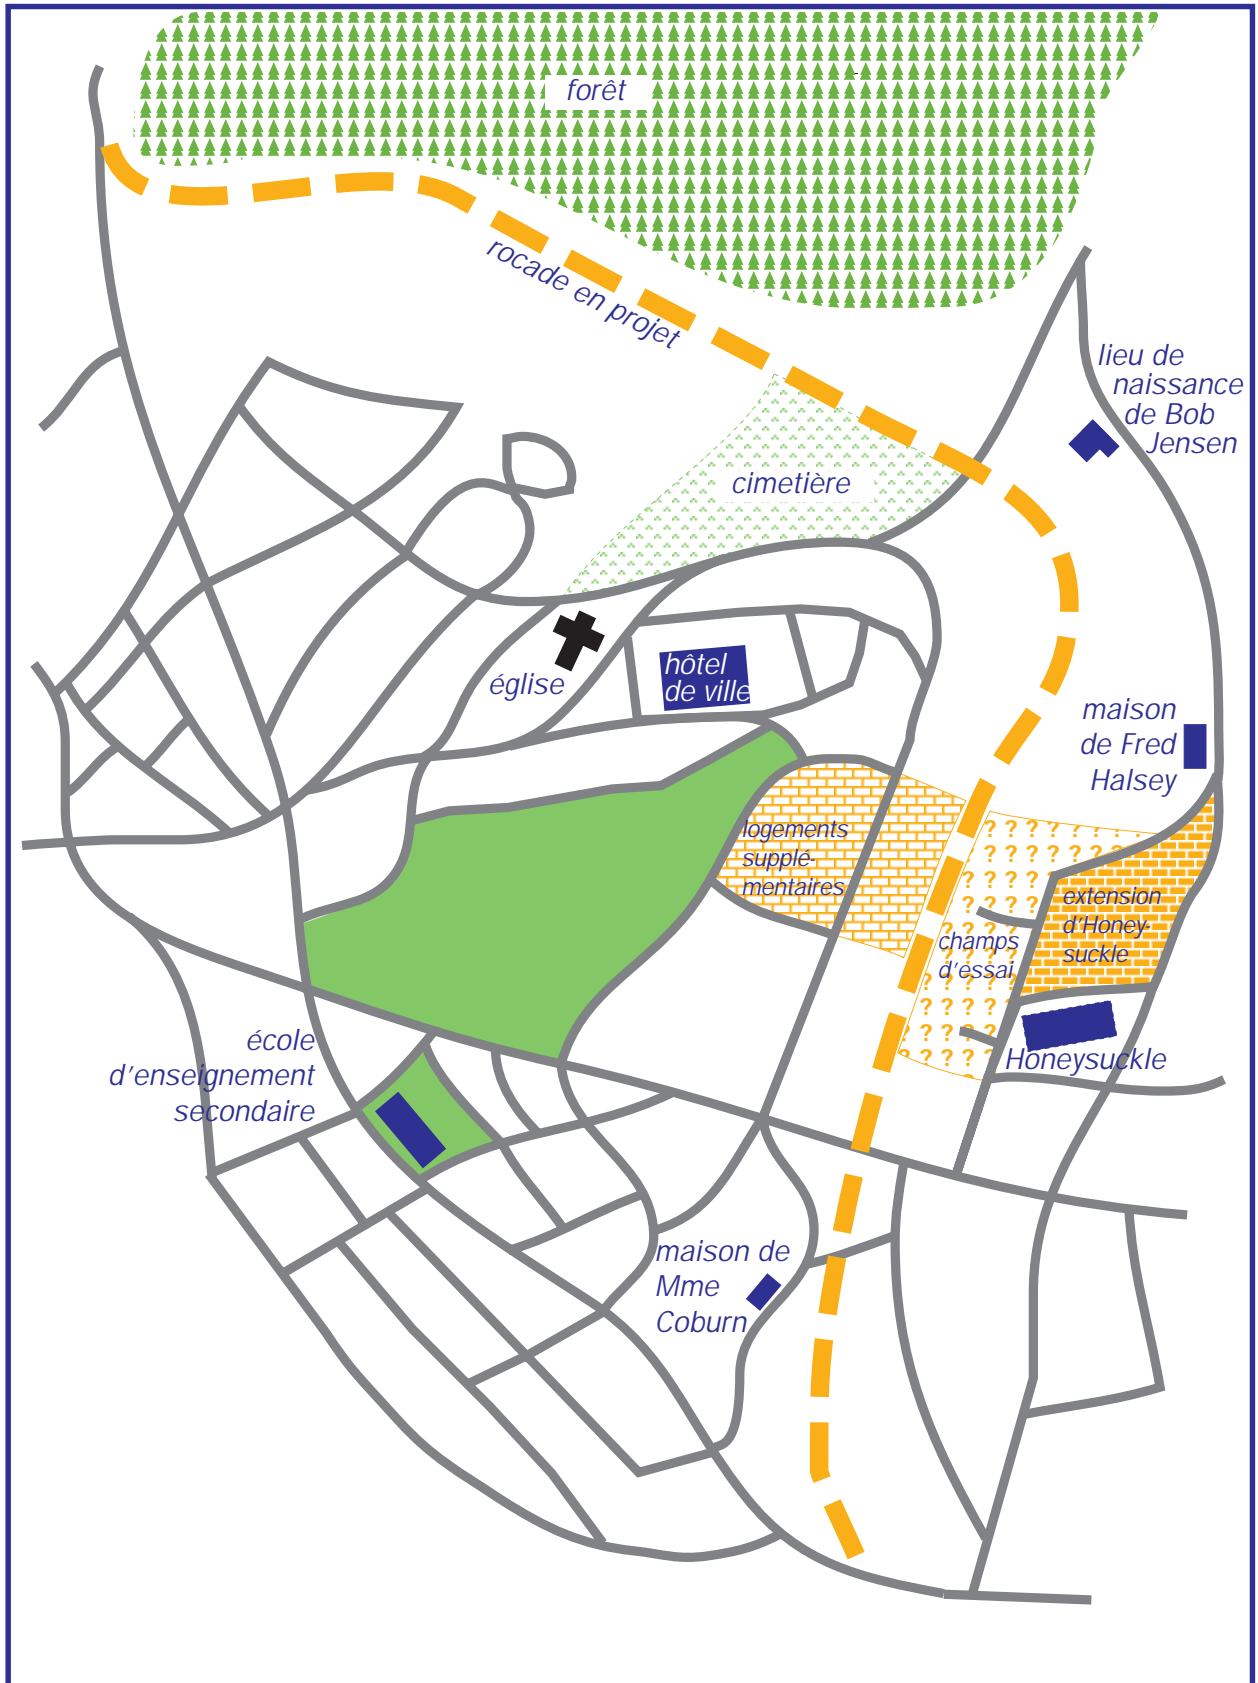 forêt
rocade en projet
lieu de
naissance
de Bob
Jensen
cimetière
église
hôtel
de ville
maison
de Fred
Halsey
logements
supplé-
mentaires
extension
d'Honey-
suckle
champs
d'essai
Honeysuckle
école
d'enseignement
secondaire
maison de
Mme
Coburn